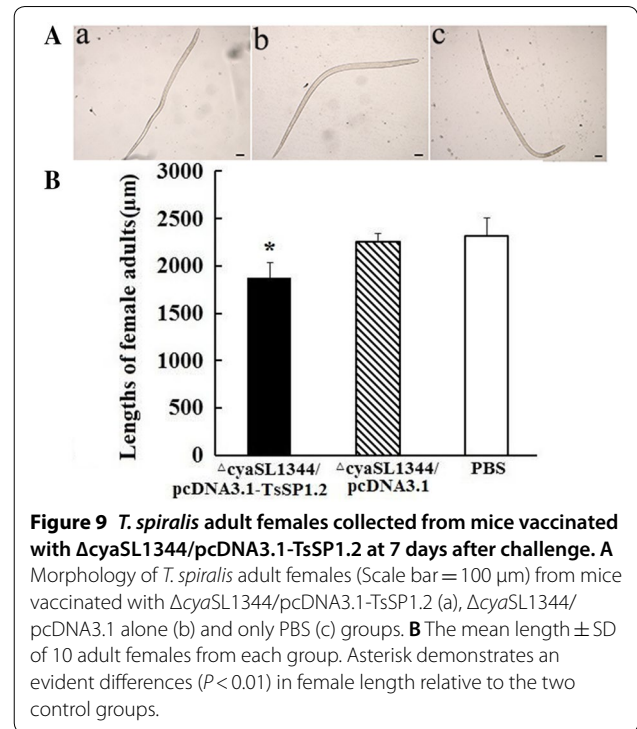 A a b c
B
3000
2500
2000
1500
1000
500
0
Lengths of female adults(μm)
*
△cyaSL1344/ △cyaSL1344/ PBS
pcDNA3.1-TsSP1.2 pcDNA3.1
Figure 9 T. spiralis adult females collected from mice vaccinated
with ΔcyaSL1344/pcDNA3.1-TsSP1.2 at 7 days after challenge. A
Morphology of T. spiralis adult females (Scale bar = 100 μm) from mice
vaccinated with ΔcyaSL1344/pcDNA3.1-TsSP1.2 (a), ΔcyaSL1344/
pcDNA3.1 alone (b) and only PBS (c) groups. B The mean length ± SD
of 10 adult females from each group. Asterisk demonstrates an
evident differences (P < 0.01) in female length relative to the two
control groups.